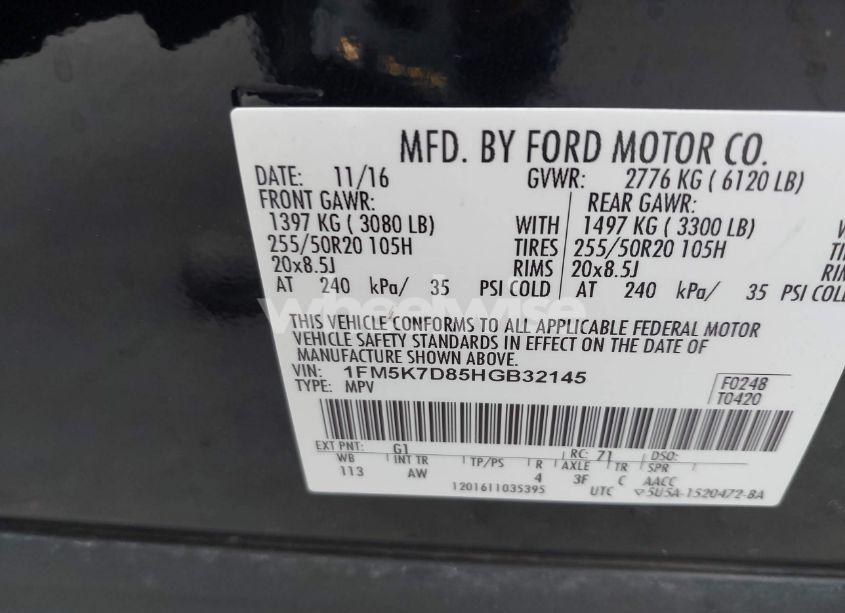 MFD. BY FORD MOTOR CO.
DATE: 11/16 GVWR: 2776 KG ( 6120 LB)
FRONT GAWR: REAR GAWR:
1397 KG ( 3080 LB) WITH 1497 KG ( 3300 LB) W
255/50R20 105H TIRES 255/50R20 105H
20x8.5J RIMS 20x8.5J RIM
AT 240 kPa/ 35 PSI COLD AT 240 kPa/ 35 PSI COLD
wheelwise
THIS VEHICLE CONFORMS TO ALL APPLICABLE FEDERAL MOTOR
VEHICLE SAFETY STANDARDS IN EFFECT ON THE DATE OF
MANUFACTURE SHOWN ABOVE.
VIN: 1FM5K7D85HGB32145
TYPE: MPV
F0248
T0420
EXT PNT: G1 RC: 71 DSO:
WB INT TR TP/PS R AXLE TR SPR
113 AW 4 3F C AACC
1201611035395 UTC ▽5U5A-1520472-BA